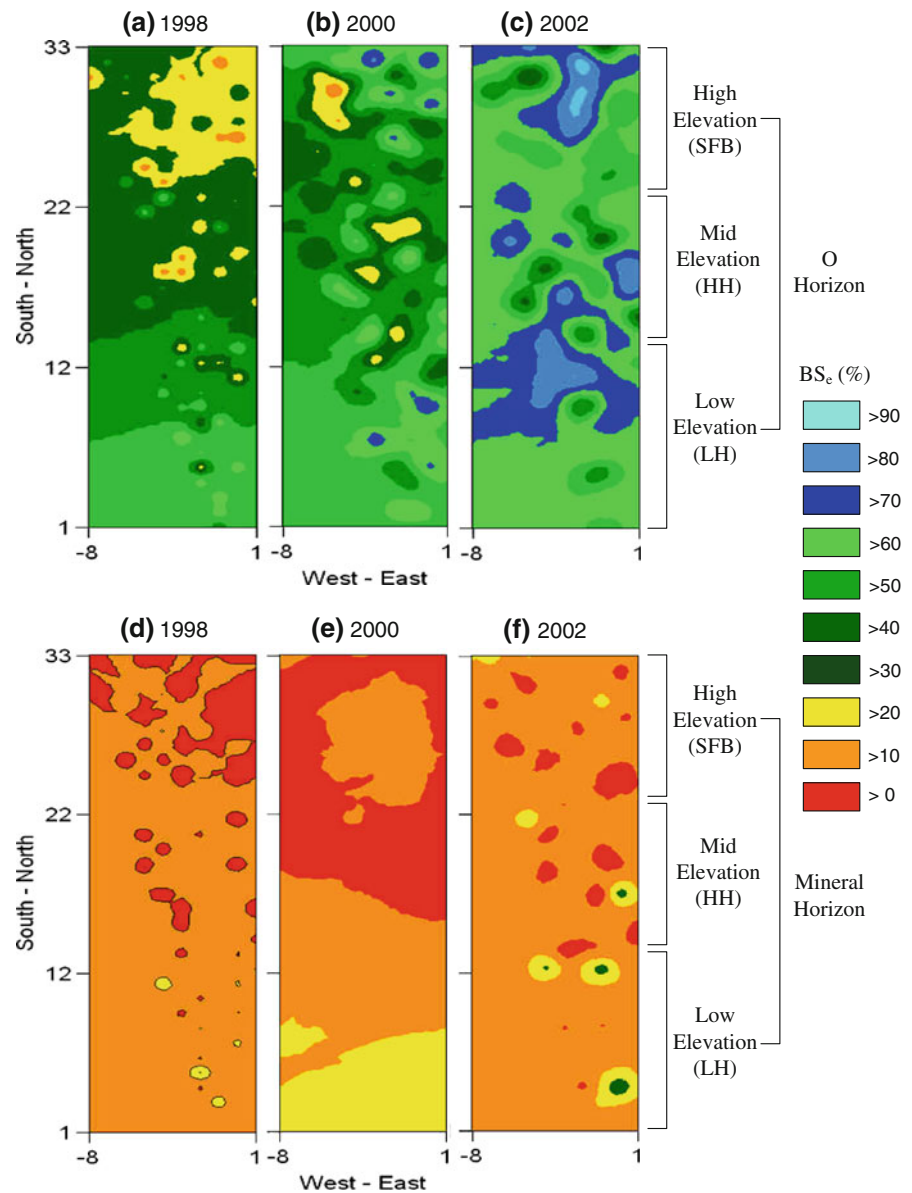 (a) 1998
(b) 2000
(c) 2002
33
22
12
1
South - North
-8
1
-8
1
-8
1
West - East
High
Elevation
(SFB)
Mid
Elevation
(HH)
Low
Elevation
(LH)
O
Horizon
BSe (%)
>90
>80
>70
>60
>50
>40
>30
>20
>10
> 0
(d) 1998
(e) 2000
(f) 2002
33
22
12
1
South - North
-8
1
-8
1
-8
1
West - East
High
Elevation
(SFB)
Mid
Elevation
(HH)
Low
Elevation
(LH)
Mineral
Horizon